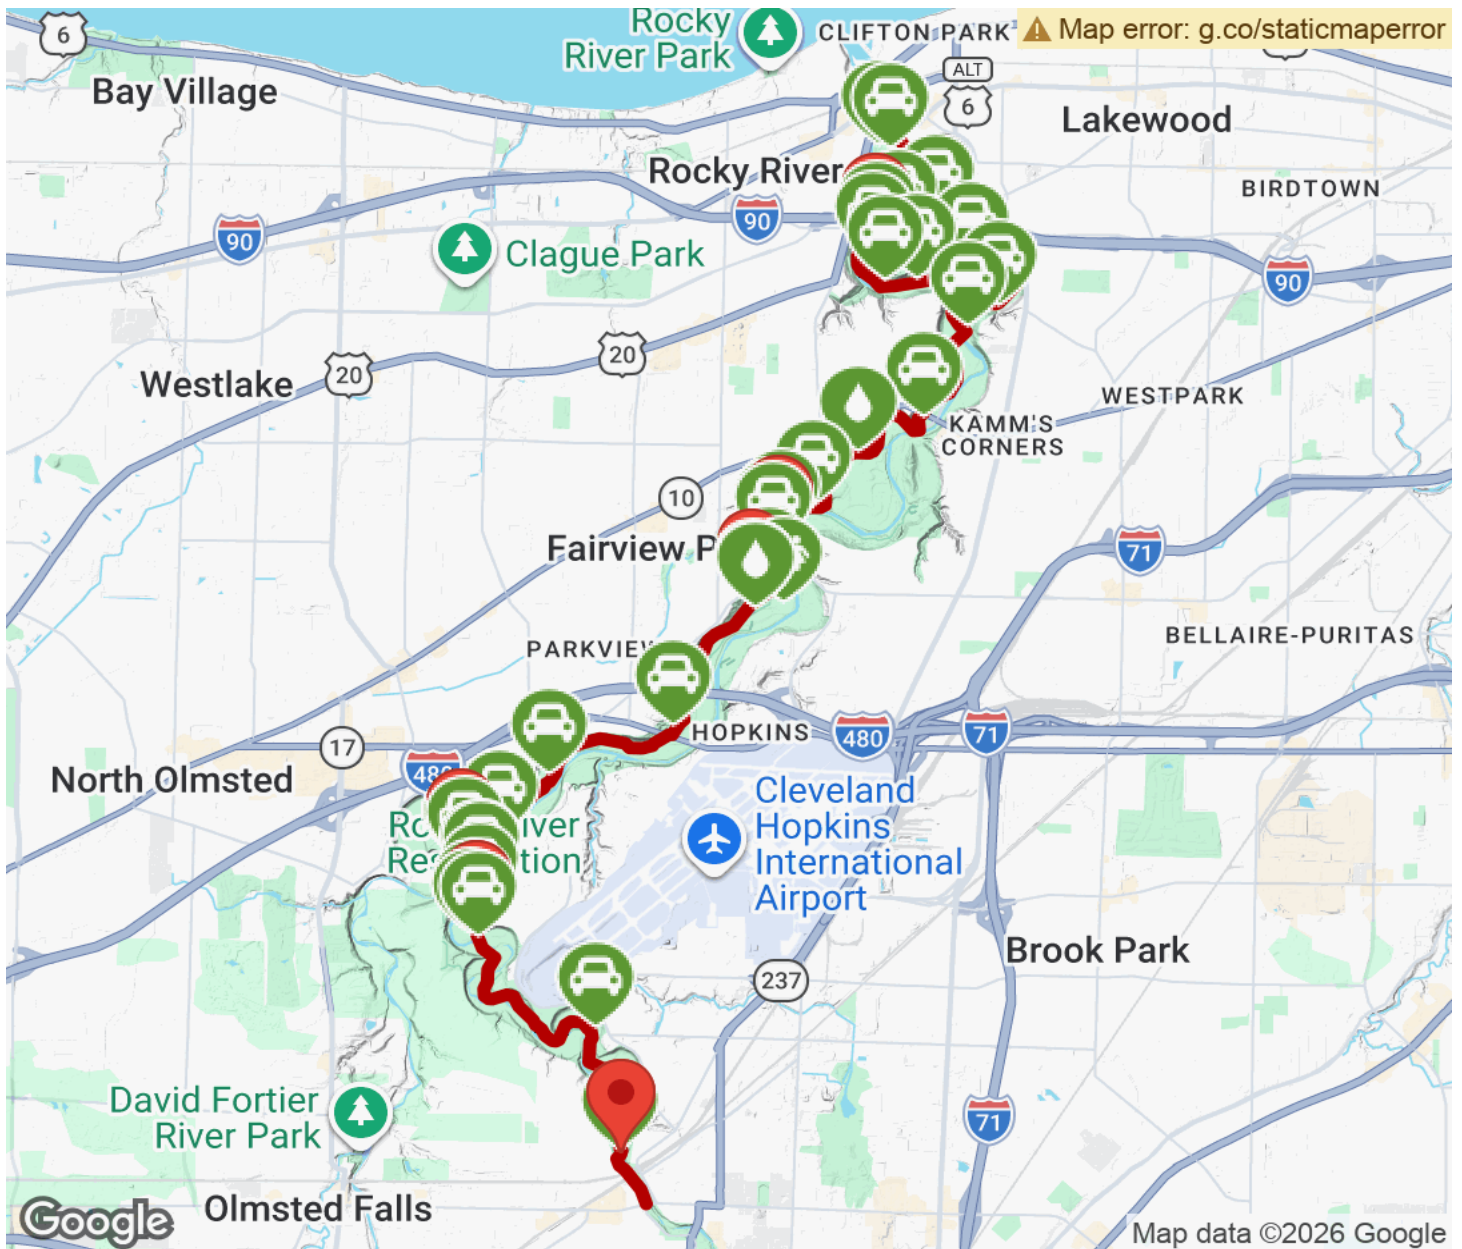 6
Rocky
River Park
CLIFTON PARK
Map error: g.co/staticmaperror
ALT
6
Bay Village
Lakewood
Rocky River
BIRDTOWN
90
90
Clague Park
90
20
20
Westlake
WESTPARK
KAMM'S
CORNERS
10
Fairview P
71
PARKVIEW
BELLAIRE-PURITAS
HOPKINS
480
71
17
480
North Olmsted
Cleveland
Hopkins
International
Airport
Brook Park
237
David Fortier
River Park
71
Olmsted Falls
Google
Map data ©2026 Google